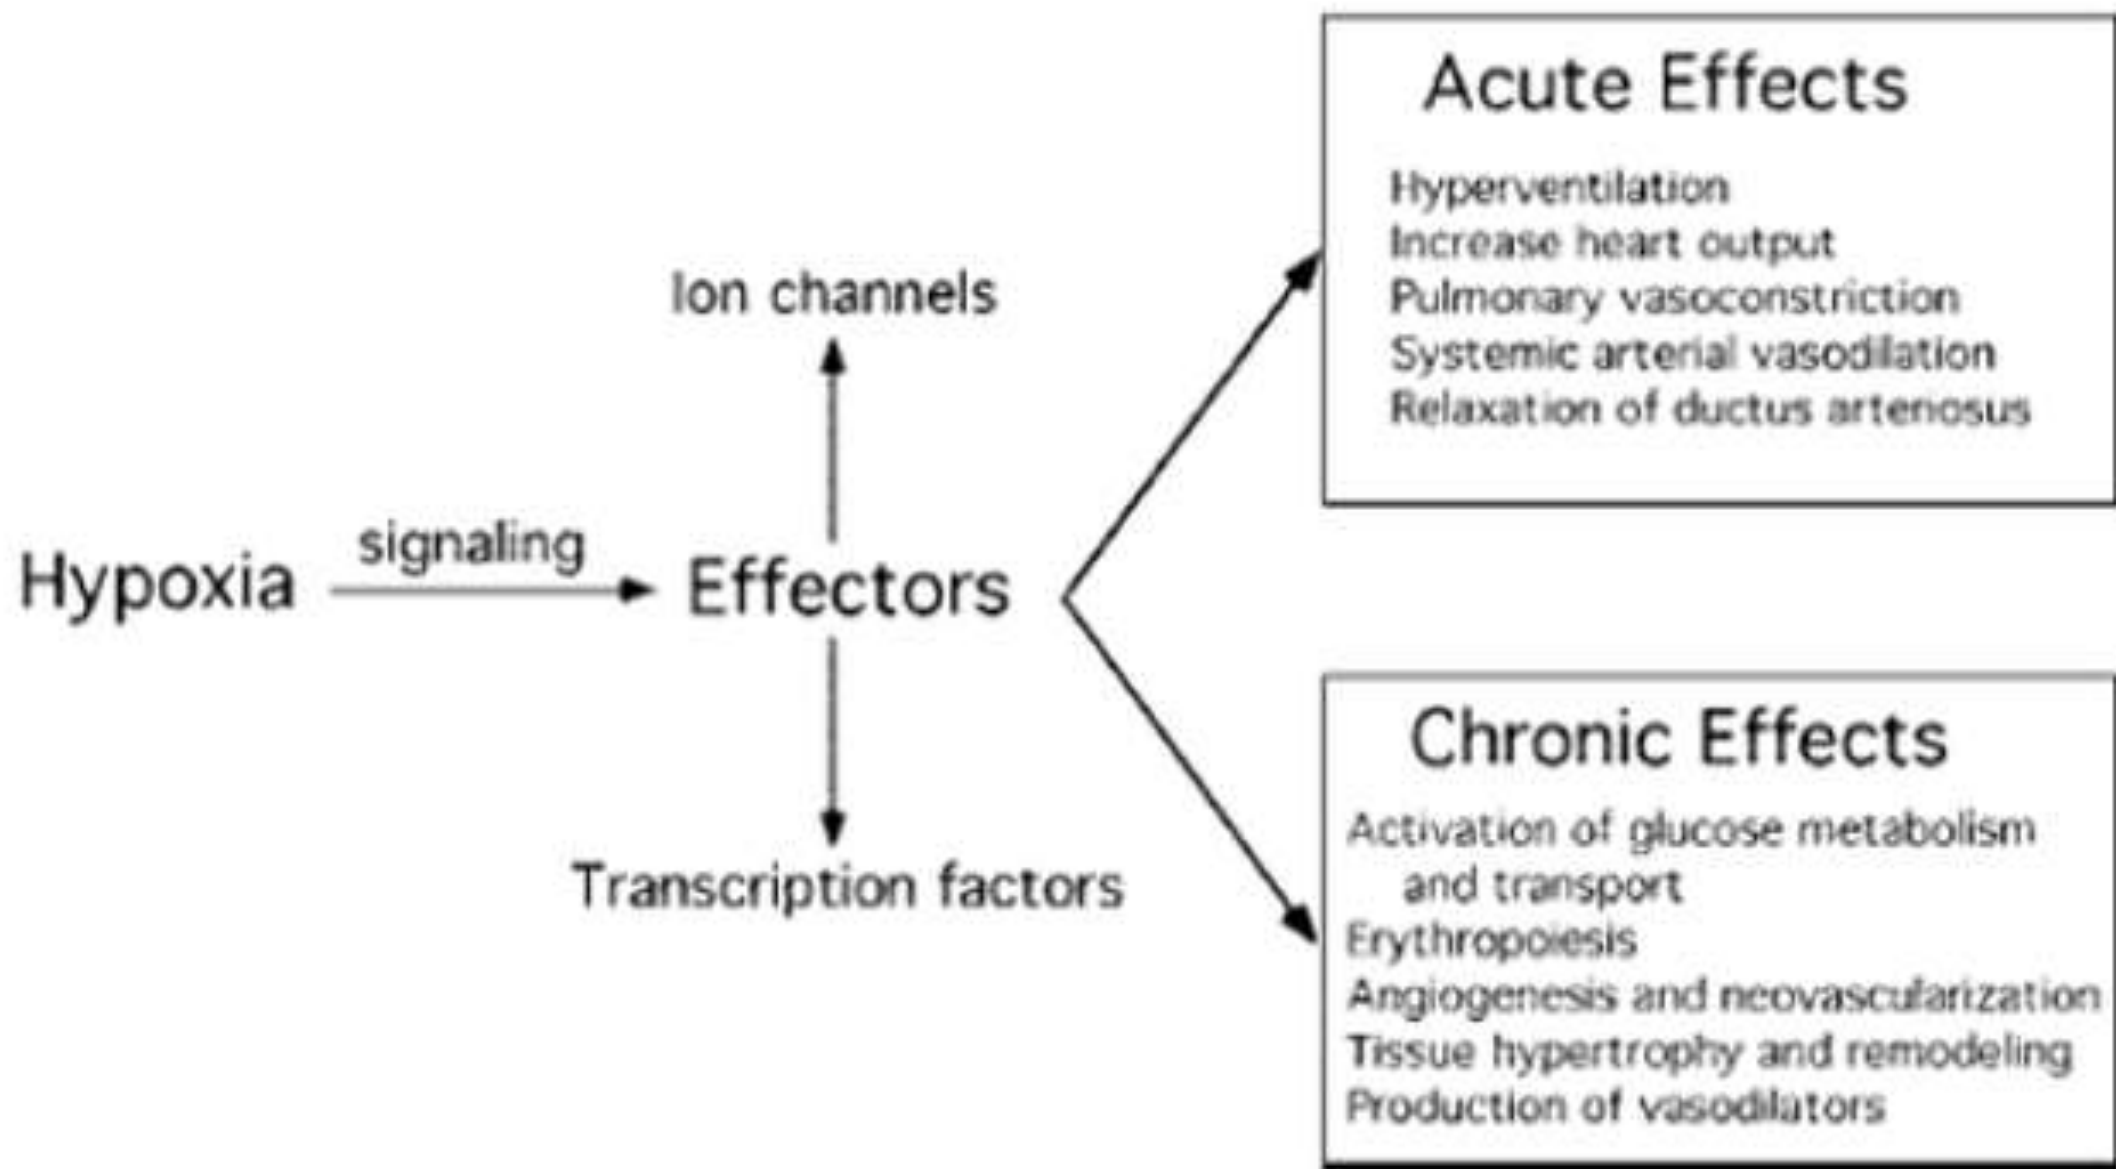 Acute Effects
Hyperventilation
Increase heart output
Pulmonary vasoconstriction
Systemic arterial vasodilation
Relaxation of ductus arteriosus
Ion channels
signaling
Hypoxia
Effectors
Transcription factors
Chronic Effects
Activation of glucose metabolism
and transport
Erythropoiesis
Angiogenesis and neovascularization
Tissue hypertrophy and remodeling
Production of vasodilators